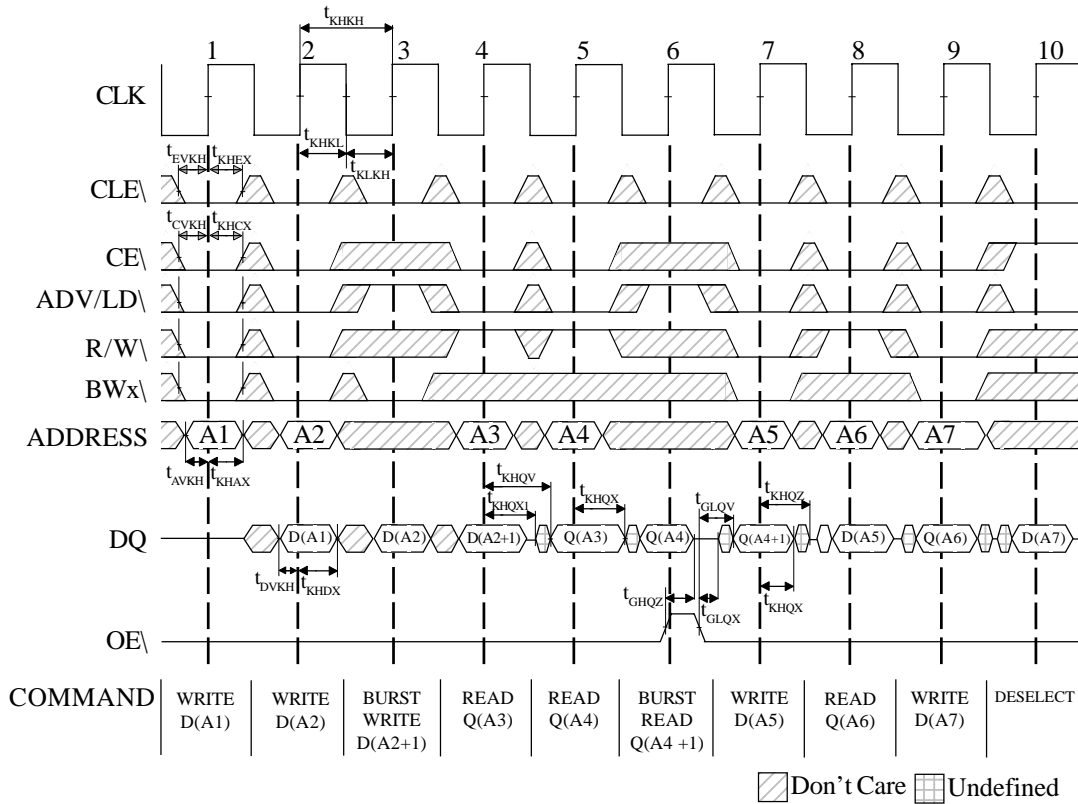 tKHKH
1 2 3 4 5 6 7 8 9 10
CLK
tEVKH tKHEX tKHKL tKLKH
CLE\
tCVKH tKHCX
CE\
ADV/LD\
R/W\
BWx\
ADDRESS A1 A2 A3 A4 A5 A6 A7
tAVKH tKHAX tKHQV tKHQX1 tKHQX tGLQV tKHQZ
DQ D(A1) D(A2) D(A2+1) Q(A3) Q(A4) Q(A4+1) D(A5) Q(A6) D(A7)
tDVKH tKHDX tGHQZ tGLQX tKHQX
OE\
COMMAND
WRITE
D(A1)
WRITE
D(A2)
BURST
WRITE
D(A2+1)
READ
Q(A3)
READ
Q(A4)
BURST
READ
Q(A4 +1)
WRITE
D(A5)
READ
Q(A6)
WRITE
D(A7)
DESELECT
Don't Care Undefined